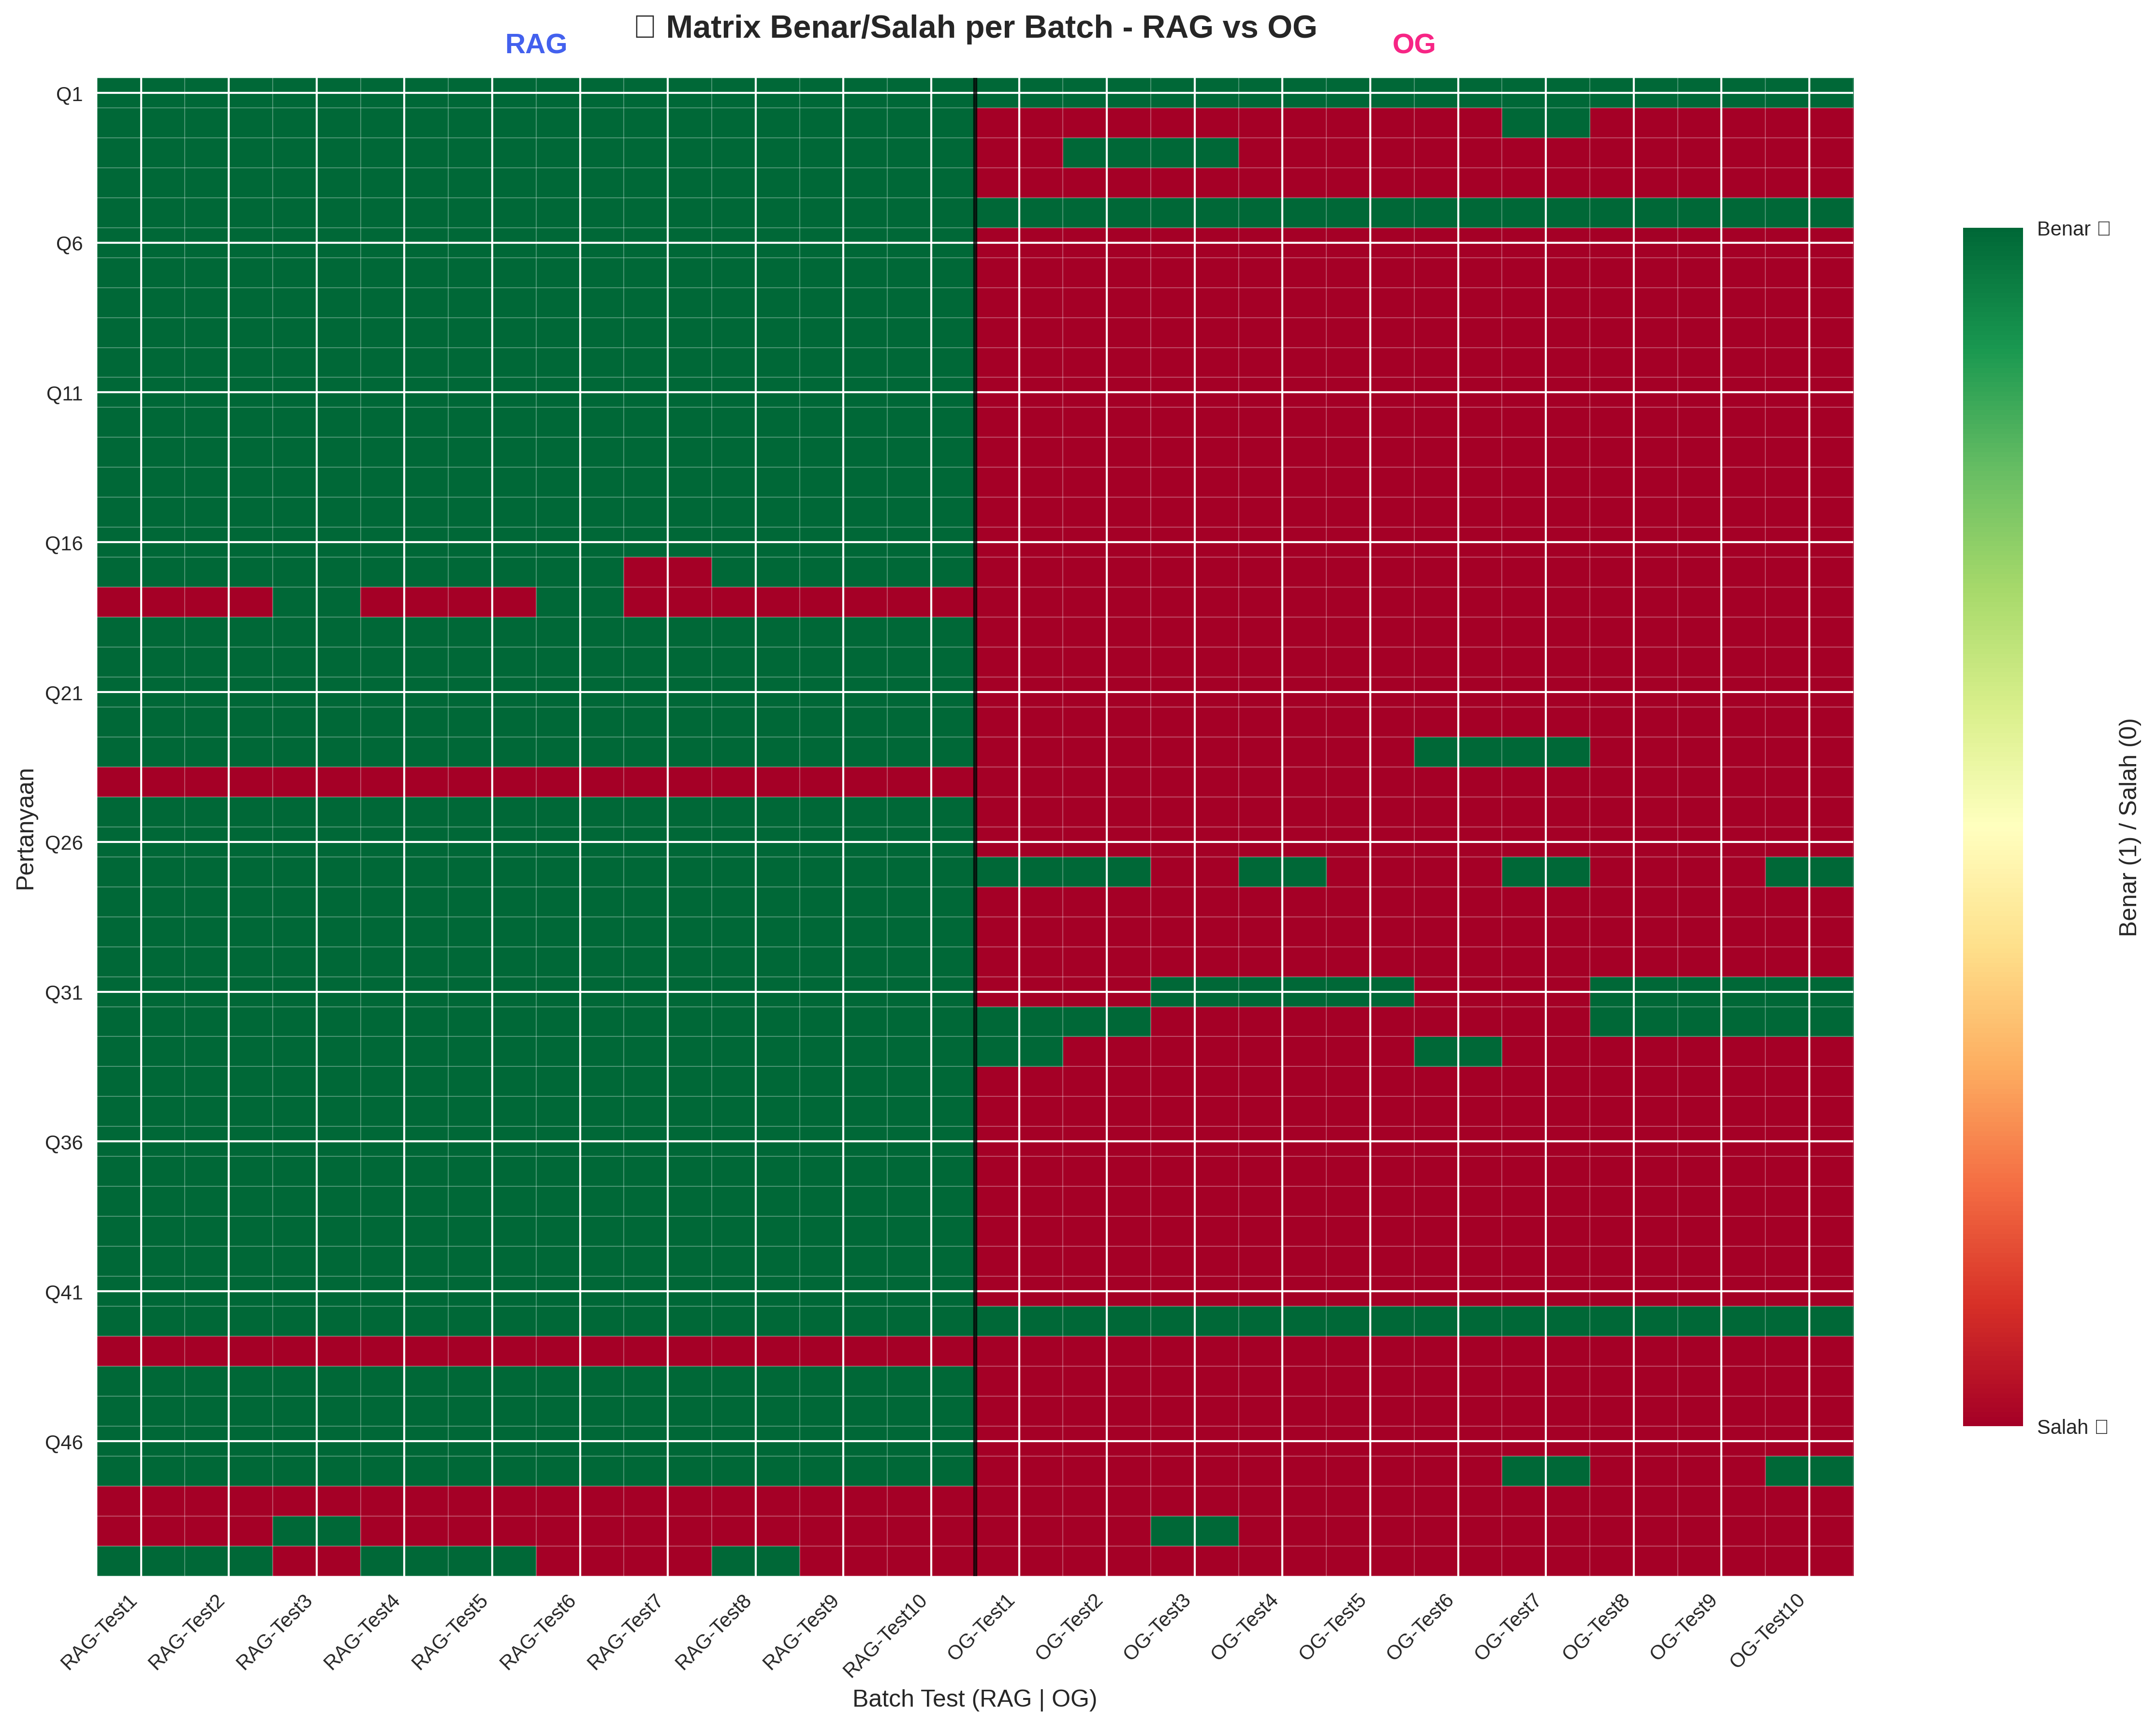 ▯ Matrix Benar/Salah per Batch - RAG vs OG
RAG
OG
Q1
Q6
Q11
Q16
Q21
Q26
Q31
Q36
Q41
Q46
Pertanyaan
RAG-Test1
RAG-Test2
RAG-Test3
RAG-Test4
RAG-Test5
RAG-Test6
RAG-Test7
RAG-Test8
RAG-Test9
RAG-Test10
OG-Test1
OG-Test2
OG-Test3
OG-Test4
OG-Test5
OG-Test6
OG-Test7
OG-Test8
OG-Test9
OG-Test10
Batch Test (RAG | OG)
Benar ▯
Salah ▯
Benar (1) / Salah (0)